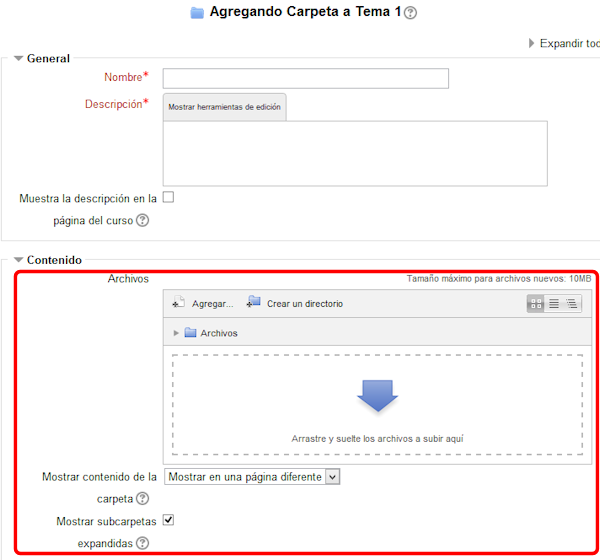 Agregando Carpeta a Tema 1
Expandir toc
General
Nombre*
Descripción*
Mostrar herramientas de edición
Muestra la descripción en la
página del curso
Contenido
Archivos
Tamaño máximo para archivos nuevos: 10MB
Agregar... Crear un directorio
Archivos
Arrastre y suelte los archivos a subir aquí
Mostrar contenido de la
carpeta
Mostrar en una página diferente
Mostrar subcarpetas
expandidas